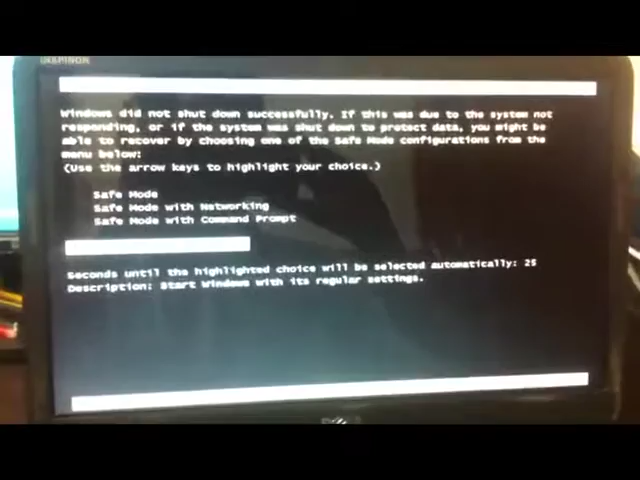 INSPIRON
Windows did not shut down successfully. If this was due to the system not
responding, or if the system was shut down to protect data, you might be
able to recover by choosing one of the Safe Mode configurations from the
menu below:
(Use the arrow keys to highlight your choice.)
Safe Mode
Safe Mode with Networking
Safe Mode with Command Prompt
Seconds until the highlighted choice will be selected automatically: 25
Description: Start Windows with its regular settings.
DELL